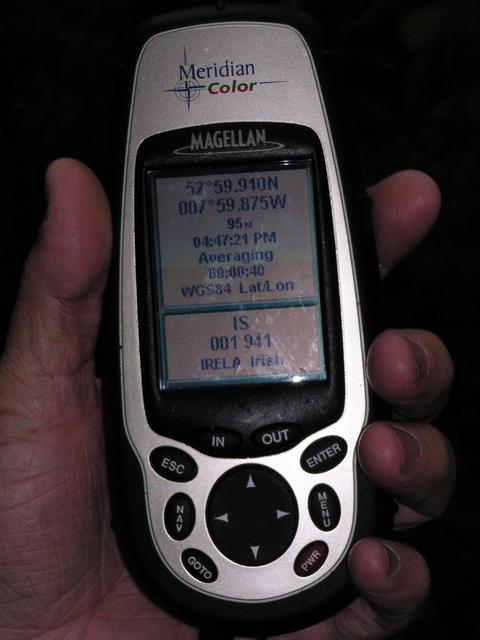 Meridian
Color
MAGELLAN
52°59.910N
007°59.875W
95M
04:47:21 PM
Averaging
00:00:40
WGS84 Lat/Lon
IS
001 941
IRELA Irish
IN OUT
ESC ENTER
NAV MENU
GOTO PWR